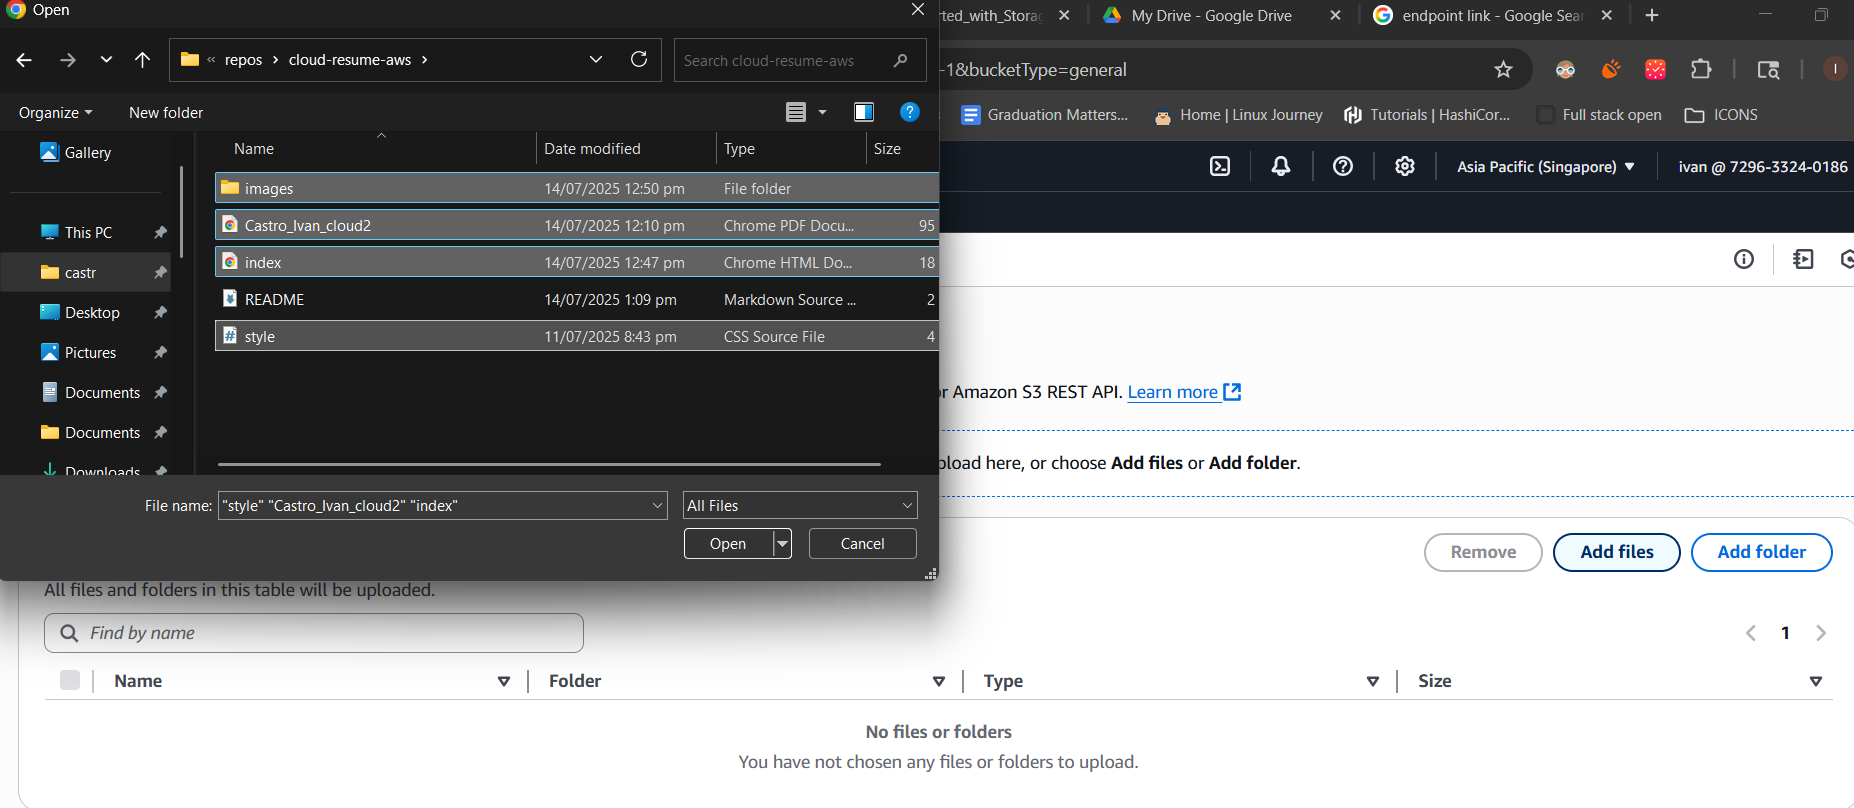 Open
rted_with_Storag
My Drive - Google Drive
endpoint link - Google Sear
« repos › cloud-resume-aws ›
Search cloud-resume-aws
-1&bucketType=general
I
Organize
New folder
?
Graduation Matters...
Home | Linux Journey
Tutorials | HashiCor...
Full stack open
ICONS
Gallery
Name
Date modified
Type
Size
Asia Pacific (Singapore)
ivan @ 7296-3324-0186
images 14/07/2025 12:50 pm File folder
Castro_Ivan_cloud2 14/07/2025 12:10 pm Chrome PDF Docu... 95
index 14/07/2025 12:47 pm Chrome HTML Do... 18
README 14/07/2025 1:09 pm Markdown Source ... 2
style 11/07/2025 8:43 pm CSS Source File 4
This PC
castr
Desktop
Pictures
Documents
Documents
Downloads
or Amazon S3 REST API. Learn more
pload here, or choose Add files or Add folder.
File name: "style" "Castro_Ivan_cloud2" "index"
All Files
Open
Cancel
Remove
Add files
Add folder
All files and folders in this table will be uploaded.
Find by name
1
Name
Folder
Type
Size
No files or folders
You have not chosen any files or folders to upload.